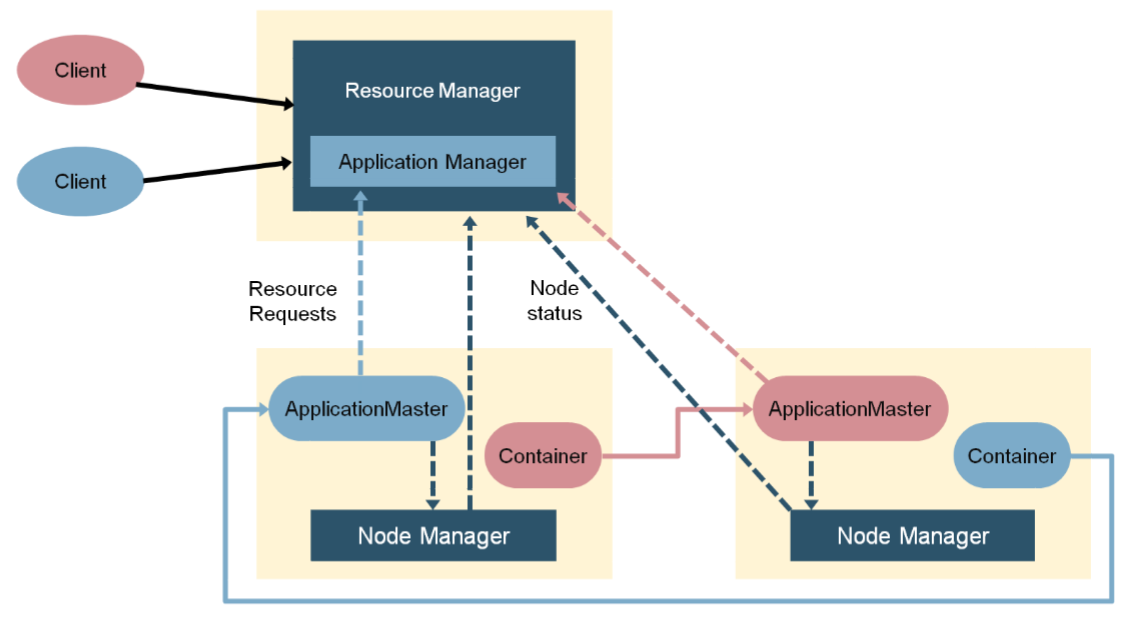 Client
Resource Manager
Application Manager
Client
Resource
Requests
Node
status
ApplicationMaster
Container
Node Manager
ApplicationMaster
Container
Node Manager